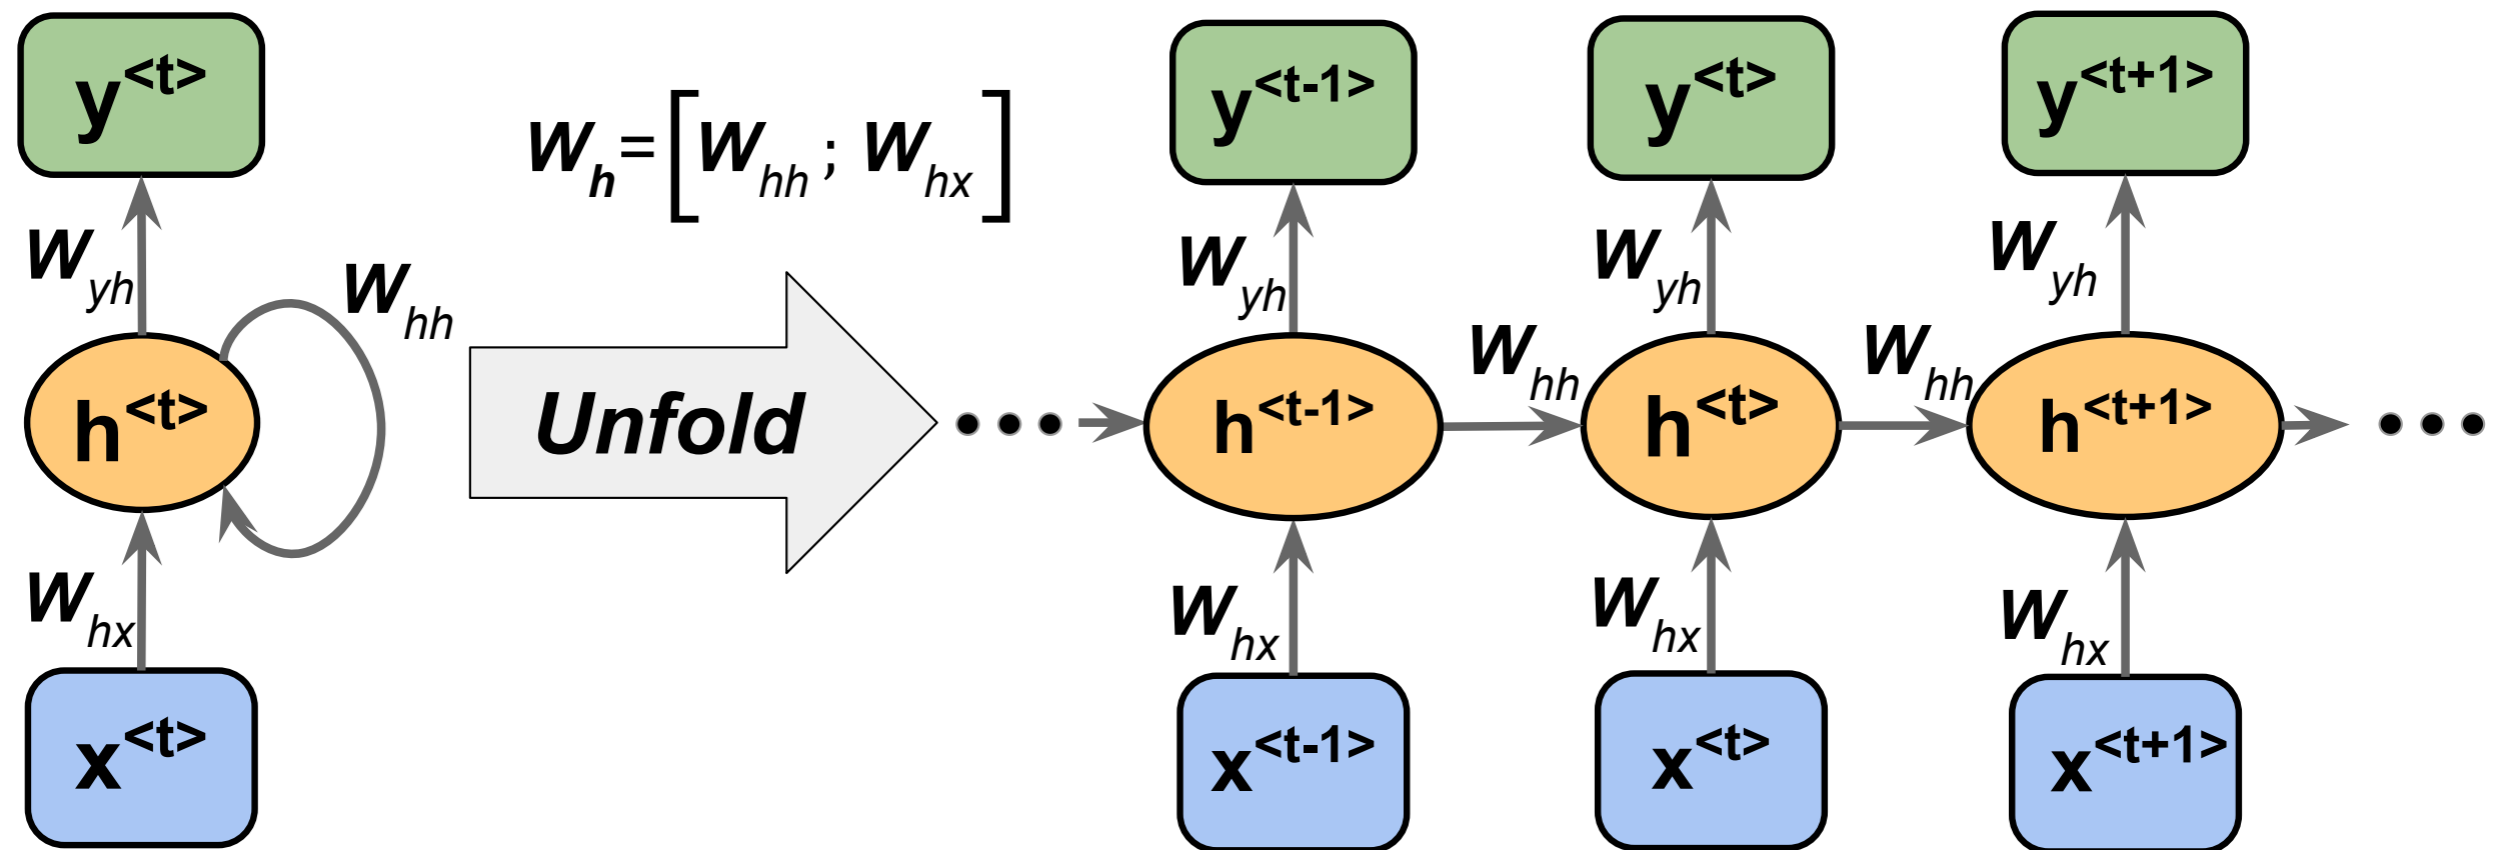 y<t>
W_yh
W_hh
h<t>
W_hx
x<t>
W_h=[W_hh ; W_hx]
Unfold
y<t-1>
y<t>
y<t+1>
W_yh
W_yh
W_yh
W_hh
W_hh
h<t-1>
h<t>
h<t+1>
W_hx
W_hx
W_hx
x<t-1>
x<t>
x<t+1>